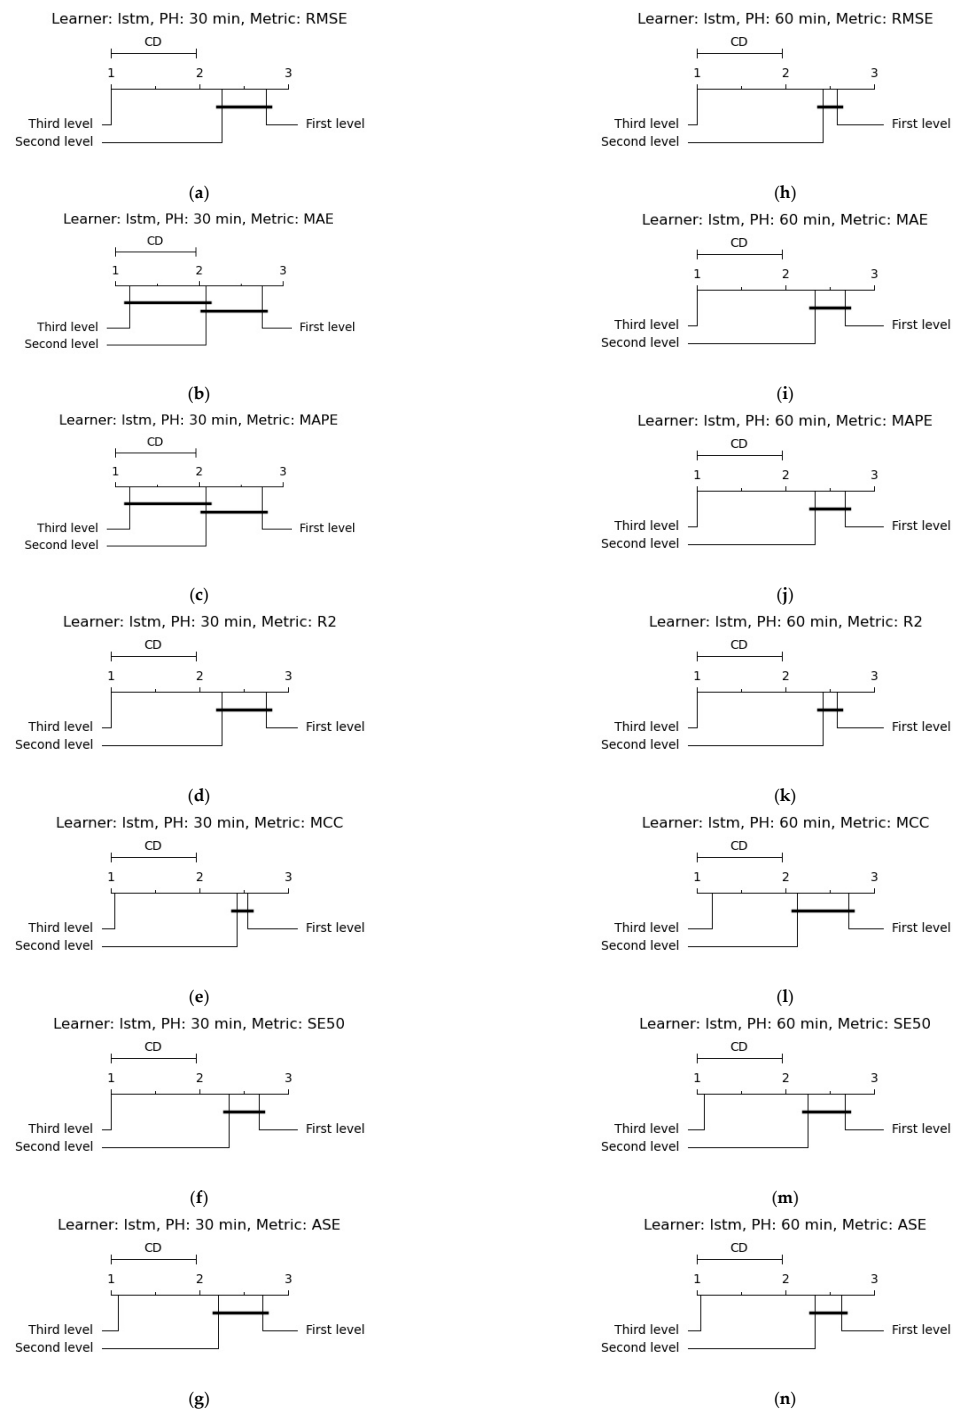 Learner: lstm, PH: 30 min, Metric: RMSE
CD
1 2 3
Third level
First level
Second level
(a)
Learner: lstm, PH: 60 min, Metric: RMSE
CD
1 2 3
Third level
First level
Second level
(h)
Learner: lstm, PH: 30 min, Metric: MAE
CD
1 2 3
Third level
First level
Second level
(b)
Learner: lstm, PH: 60 min, Metric: MAE
CD
1 2 3
Third level
First level
Second level
(i)
Learner: lstm, PH: 30 min, Metric: MAPE
CD
1 2 3
Third level
First level
Second level
(c)
Learner: lstm, PH: 60 min, Metric: MAPE
CD
1 2 3
Third level
First level
Second level
(j)
Learner: lstm, PH: 30 min, Metric: R2
CD
1 2 3
Third level
First level
Second level
(d)
Learner: lstm, PH: 60 min, Metric: R2
CD
1 2 3
Third level
First level
Second level
(k)
Learner: lstm, PH: 30 min, Metric: MCC
CD
1 2 3
Third level
First level
Second level
(e)
Learner: lstm, PH: 60 min, Metric: MCC
CD
1 2 3
Third level
First level
Second level
(l)
Learner: lstm, PH: 30 min, Metric: SE50
CD
1 2 3
Third level
First level
Second level
(f)
Learner: lstm, PH: 60 min, Metric: SE50
CD
1 2 3
Third level
First level
Second level
(m)
Learner: lstm, PH: 30 min, Metric: ASE
CD
1 2 3
Third level
First level
Second level
(g)
Learner: lstm, PH: 60 min, Metric: ASE
CD
1 2 3
Third level
First level
Second level
(n)